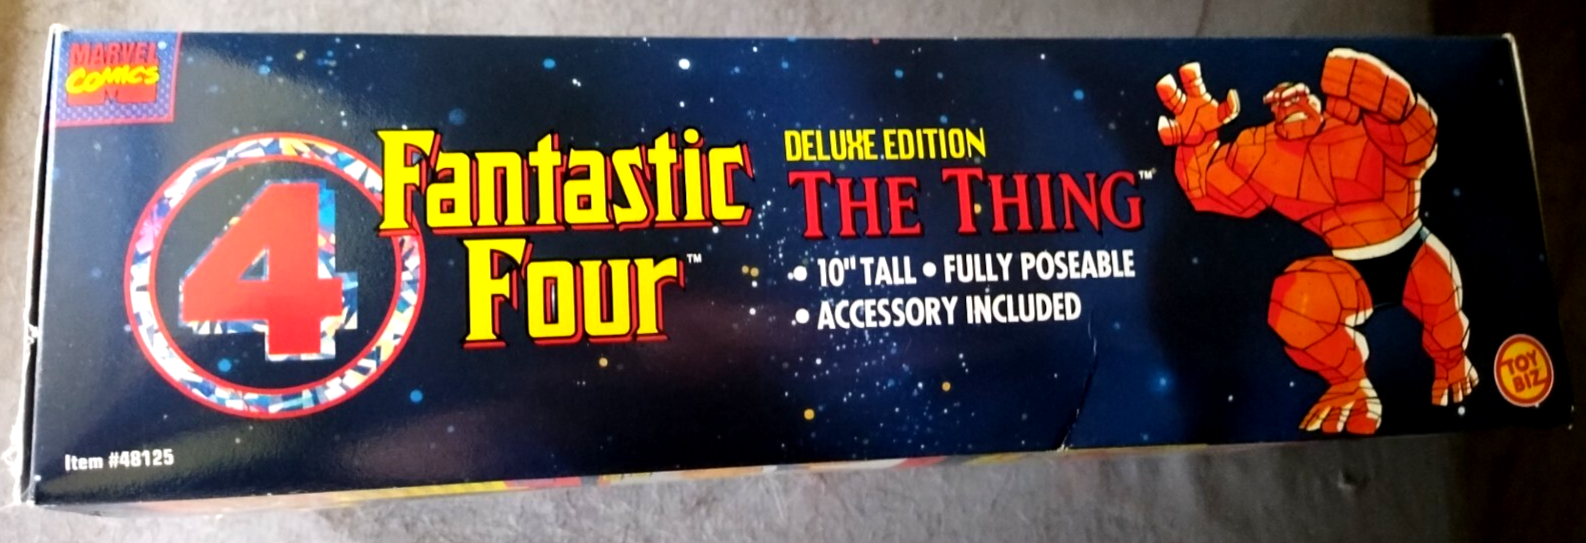 MARVEL
COMICS
4
Fantastic
Four™
DELUXE EDITION
THE THING™
• 10" TALL • FULLY POSEABLE
• ACCESSORY INCLUDED
TOY
BIZ
Item #48125